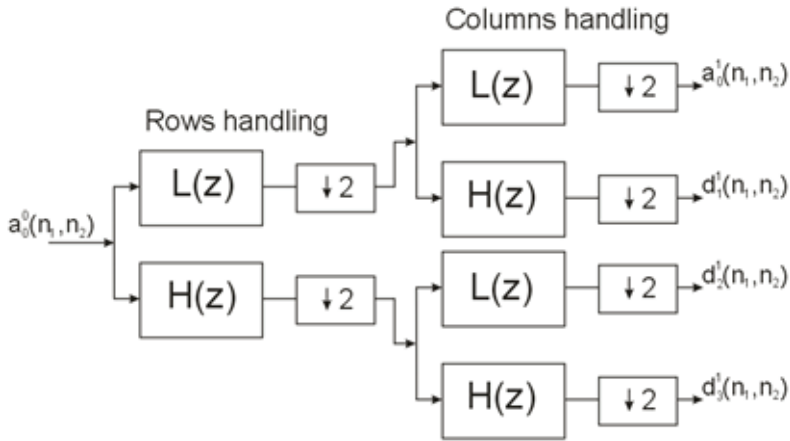 Columns handling
L(z)
↓2
a¹₀(n₁,n₂)
Rows handling
L(z)
↓2
H(z)
↓2
d¹₁(n₁,n₂)
a⁰₀(n₁,n₂)
H(z)
↓2
L(z)
↓2
d¹₂(n₁,n₂)
H(z)
↓2
d¹₃(n₁,n₂)